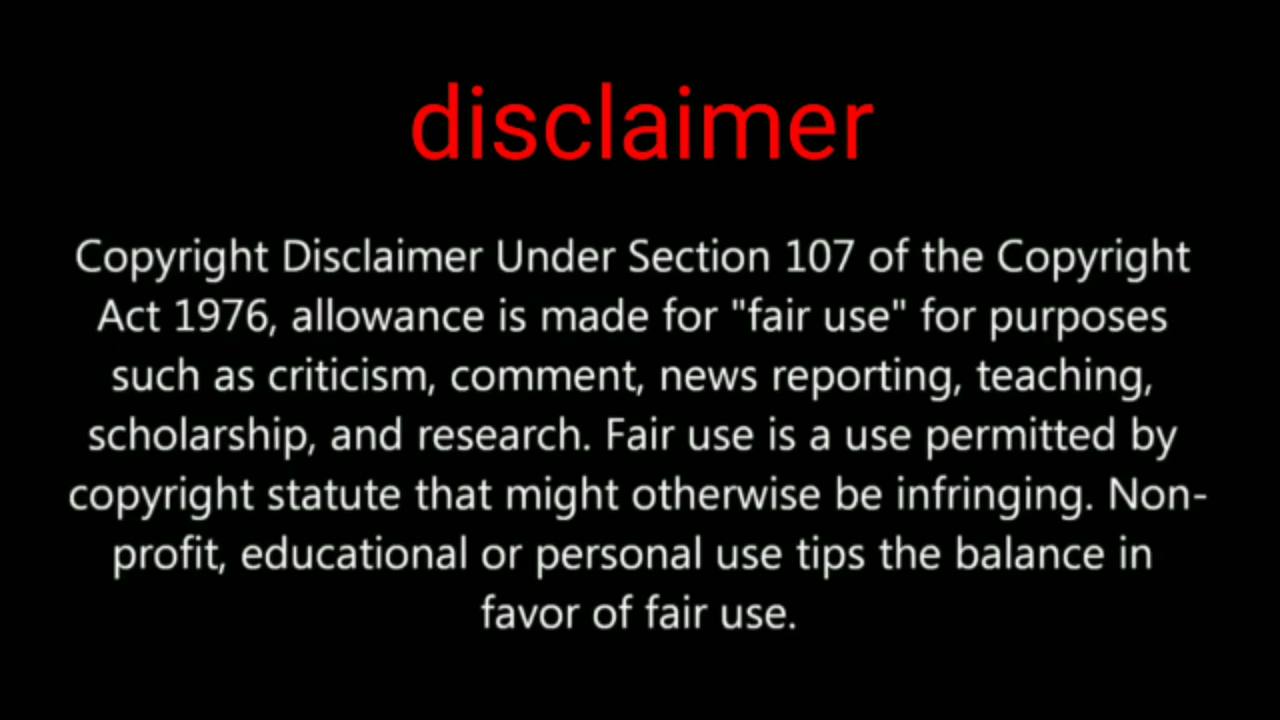 disclaimer
Copyright Disclaimer Under Section 107 of the Copyright
Act 1976, allowance is made for "fair use" for purposes
such as criticism, comment, news reporting, teaching,
scholarship, and research. Fair use is a use permitted by
copyright statute that might otherwise be infringing. Non-
profit, educational or personal use tips the balance in
favor of fair use.